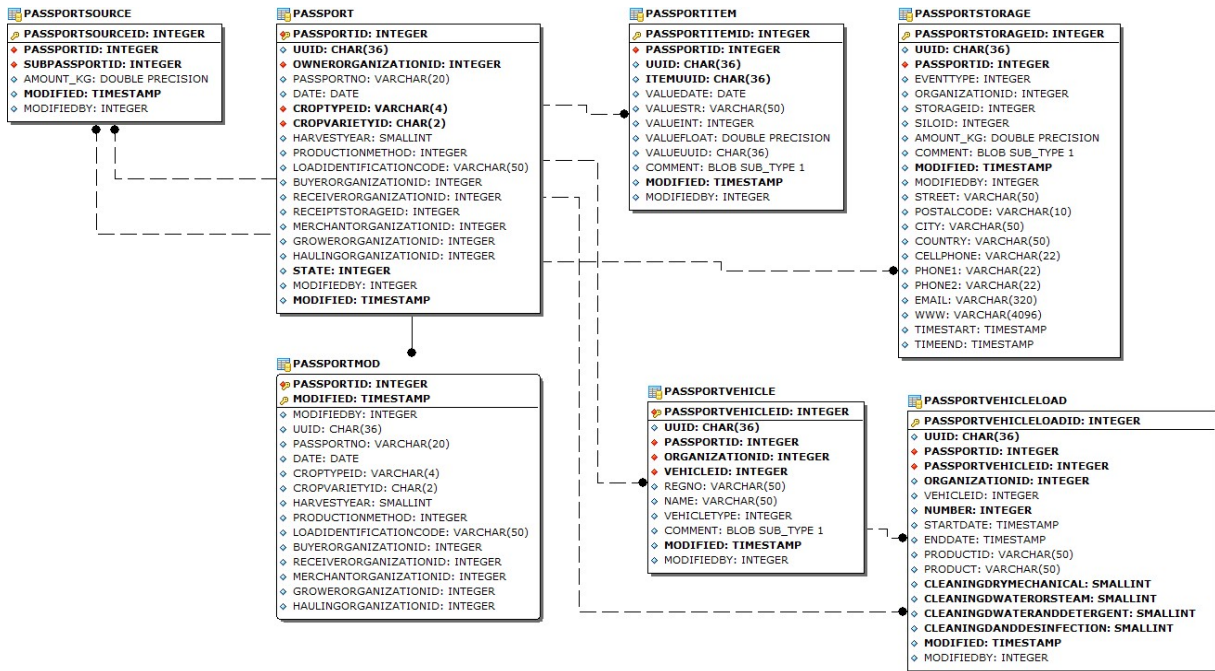 PASSPORTSOURCE
PASSPORTSOURCEID: INTEGER
PASSPORTID: INTEGER
SUBPASSPORTID: INTEGER
AMOUNT_KG: DOUBLE PRECISION
MODIFIED: TIMESTAMP
MODIFIEDBY: INTEGER
PASSPORT
PASSPORTID: INTEGER
UUID: CHAR(36)
OWNERORGANIZATIONID: INTEGER
PASSPORTNO: VARCHAR(20)
DATE: DATE
CROPTYPEID: VARCHAR(4)
CROPVARIETYID: CHAR(2)
HARVESTYEAR: SMALLINT
PRODUCTIONMETHOD: INTEGER
LOADIDENTIFICATIONCODE: VARCHAR(50)
BUYERORGANIZATIONID: INTEGER
RECEIVERORGANIZATIONID: INTEGER
RECEIPTSTORAGEID: INTEGER
MERCHANTORGANIZATIONID: INTEGER
GROWERORGANIZATIONID: INTEGER
HAULINGORGANIZATIONID: INTEGER
STATE: INTEGER
MODIFIEDBY: INTEGER
MODIFIED: TIMESTAMP
PASSPORTITEM
PASSPORTITEMID: INTEGER
PASSPORTID: INTEGER
UUID: CHAR(36)
ITEMUUID: CHAR(36)
VALUEDATE: DATE
VALUESTR: VARCHAR(50)
VALUEINT: INTEGER
VALUEFLOAT: DOUBLE PRECISION
VALUEUUID: CHAR(36)
COMMENT: BLOB SUB_TYPE 1
MODIFIED: TIMESTAMP
MODIFIEDBY: INTEGER
PASSPORTSTORAGE
PASSPORTSTORAGEID: INTEGER
UUID: CHAR(36)
PASSPORTID: INTEGER
EVENTTYPE: INTEGER
ORGANIZATIONID: INTEGER
STORAGEID: INTEGER
SILOID: INTEGER
AMOUNT_KG: DOUBLE PRECISION
COMMENT: BLOB SUB_TYPE 1
MODIFIED: TIMESTAMP
MODIFIEDBY: INTEGER
STREET: VARCHAR(50)
POSTALCODE: VARCHAR(10)
CITY: VARCHAR(50)
COUNTRY: VARCHAR(50)
CELLPHONE: VARCHAR(22)
PHONE1: VARCHAR(22)
PHONE2: VARCHAR(22)
EMAIL: VARCHAR(320)
WWW: VARCHAR(4096)
TIMESTART: TIMESTAMP
TIMEEND: TIMESTAMP
PASSPORTMOD
PASSPORTID: INTEGER
MODIFIED: TIMESTAMP
MODIFIEDBY: INTEGER
UUID: CHAR(36)
PASSPORTNO: VARCHAR(20)
DATE: DATE
CROPTYPEID: VARCHAR(4)
CROPVARIETYID: CHAR(2)
HARVESTYEAR: SMALLINT
PRODUCTIONMETHOD: INTEGER
LOADIDENTIFICATIONCODE: VARCHAR(50)
BUYERORGANIZATIONID: INTEGER
RECEIVERORGANIZATIONID: INTEGER
MERCHANTORGANIZATIONID: INTEGER
GROWERORGANIZATIONID: INTEGER
HAULINGORGANIZATIONID: INTEGER
PASSPORTVEHICLE
PASSPORTVEHICLEID: INTEGER
UUID: CHAR(36)
PASSPORTID: INTEGER
ORGANIZATIONID: INTEGER
VEHICLEID: INTEGER
REGNO: VARCHAR(50)
NAME: VARCHAR(50)
VEHICLETYPE: INTEGER
COMMENT: BLOB SUB_TYPE 1
MODIFIED: TIMESTAMP
MODIFIEDBY: INTEGER
PASSPORTVEHICLELOAD
PASSPORTVEHICLELOADID: INTEGER
UUID: CHAR(36)
PASSPORTID: INTEGER
PASSPORTVEHICLEID: INTEGER
ORGANIZATIONID: INTEGER
VEHICLEID: INTEGER
NUMBER: INTEGER
STARTDATE: TIMESTAMP
ENDDATE: TIMESTAMP
PRODUCTID: VARCHAR(50)
PRODUCT: VARCHAR(50)
CLEANINGDRYMECHANICAL: SMALLINT
CLEANINGDWATERORSTEAM: SMALLINT
CLEANINGDWATERANDDETERGENT: SMALLINT
CLEANINGDANDDESINFECTION: SMALLINT
MODIFIED: TIMESTAMP
MODIFIEDBY: INTEGER